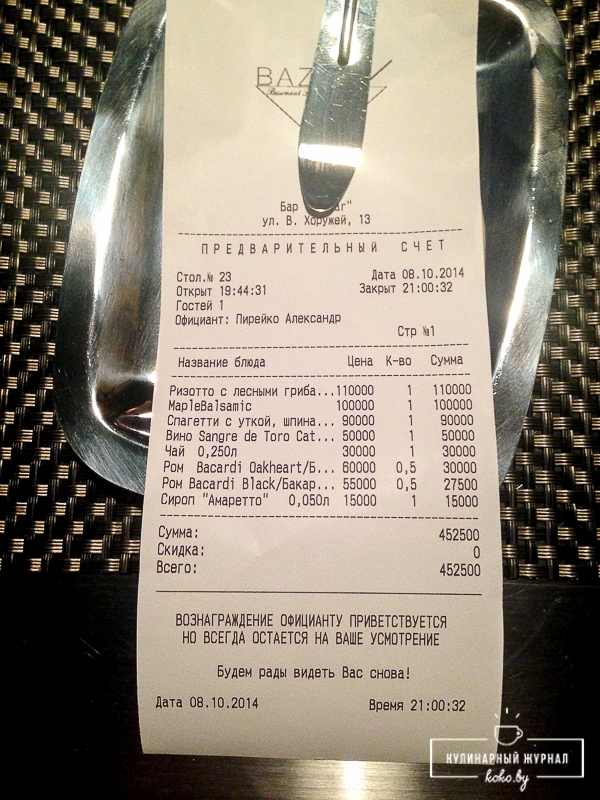 BAZ
Basement
Бар
ул. В. Хоружей, 13
ПРЕДВАРИТЕЛЬНЫЙ СЧЕТ
Стол.№ 23 Дата 08.10.2014
Открыт 19:44:31 Закрыт 21:00:32
Гостей 1
Официант: Пирейко Александр
Стр №1
Название блюда Цена К-во Сумма
Ризотто с лесными гриба...110000 1 110000
MapleBalsamic 100000 1 100000
Спагетти с уткой, шпина... 90000 1 90000
Вино Sangre de Toro Cat... 50000 1 50000
Чай 0,250л 30000 1 30000
Ром Bacardi Oakheart/Б... 60000 0,5 30000
Ром Bacardi Black/Бакар... 55000 0,5 27500
Сироп "Амаретто" 0,050л 15000 1 15000
Сумма: 452500
Скидка: 0
Всего: 452500
ВОЗНАГРАЖДЕНИЕ ОФИЦИАНТУ ПРИВЕТСТВУЕТСЯ
НО ВСЕГДА ОСТАЕТСЯ НА ВАШЕ УСМОТРЕНИЕ
Будем рады видеть Вас снова!
Дата 08.10.2014 Время 21:00:32
КУЛИНАРНЫЙ ЖУРНАЛ
koko.by